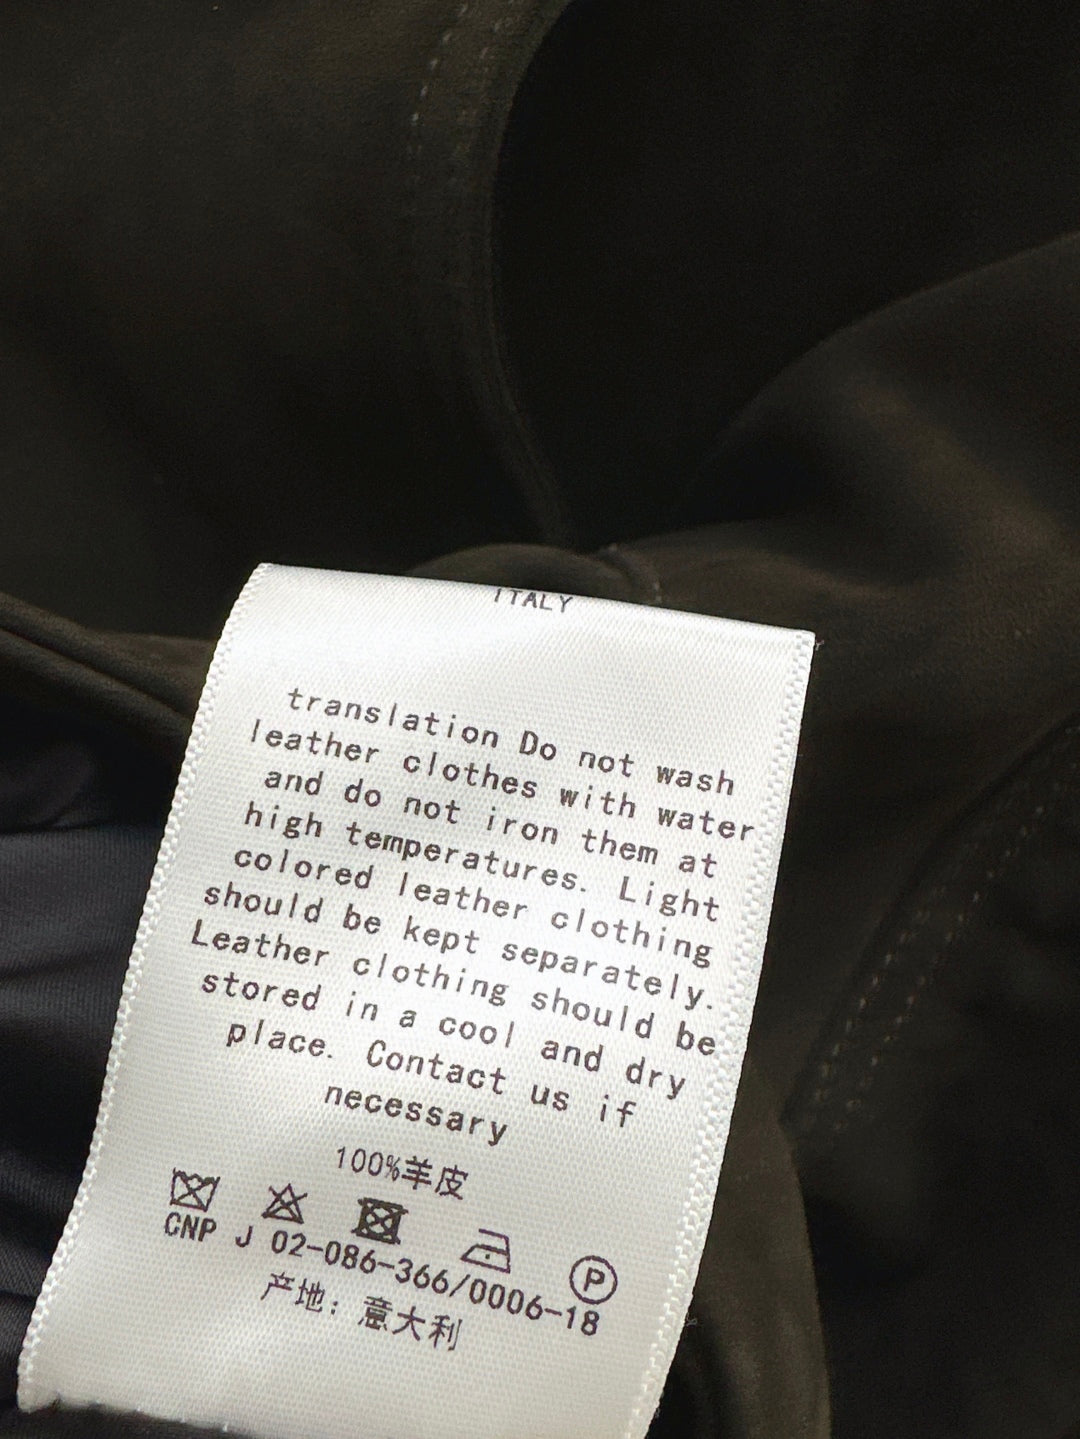 ITALY
translation Do not wash
leather clothes with water
and do not iron them at
high temperatures. Light
colored leather clothing
should be kept separately.
Leather clothing should be
stored in a cool and dry
place. Contact us if
necessary
100%羊皮
P
CNP J 02-086-366/0006-18
产地：意大利